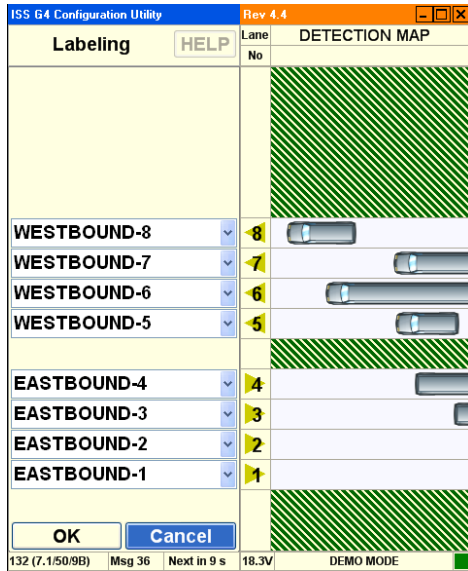 ISS G4 Configuration Utility Rev 4.4
Labeling HELP Lane No DETECTION MAP
WESTBOUND-8 8
WESTBOUND-7 7
WESTBOUND-6 6
WESTBOUND-5 5
EASTBOUND-4 4
EASTBOUND-3 3
EASTBOUND-2 2
EASTBOUND-1 1
OK Cancel
132 (7.1/50/9B) Msg 36 Next in 9 s 18.3V DEMO MODE